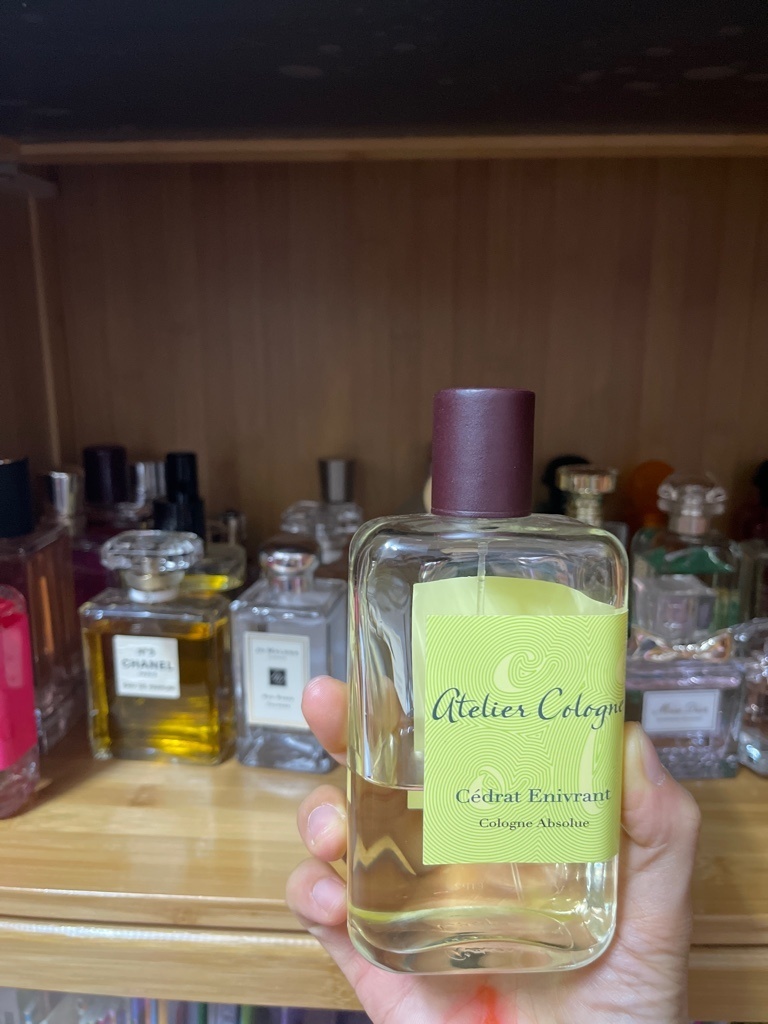 Atelier Cologne
Cédrat Enivrant
Cologne Absolue
N°5
CHANEL
PARIS
EAU DE PARFUM
JO MALONE
LONDON
Miss Dior